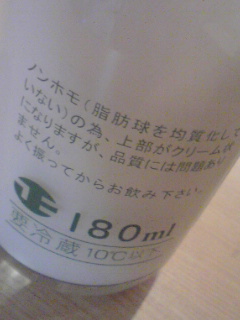 ノンホモ(脂肪球を均質化して
いない)の為、上部がクリーム状
になりますが、品質には問題あり
ません。
よく振ってからお飲み下さい。
正 180ml
要冷蔵 10℃以